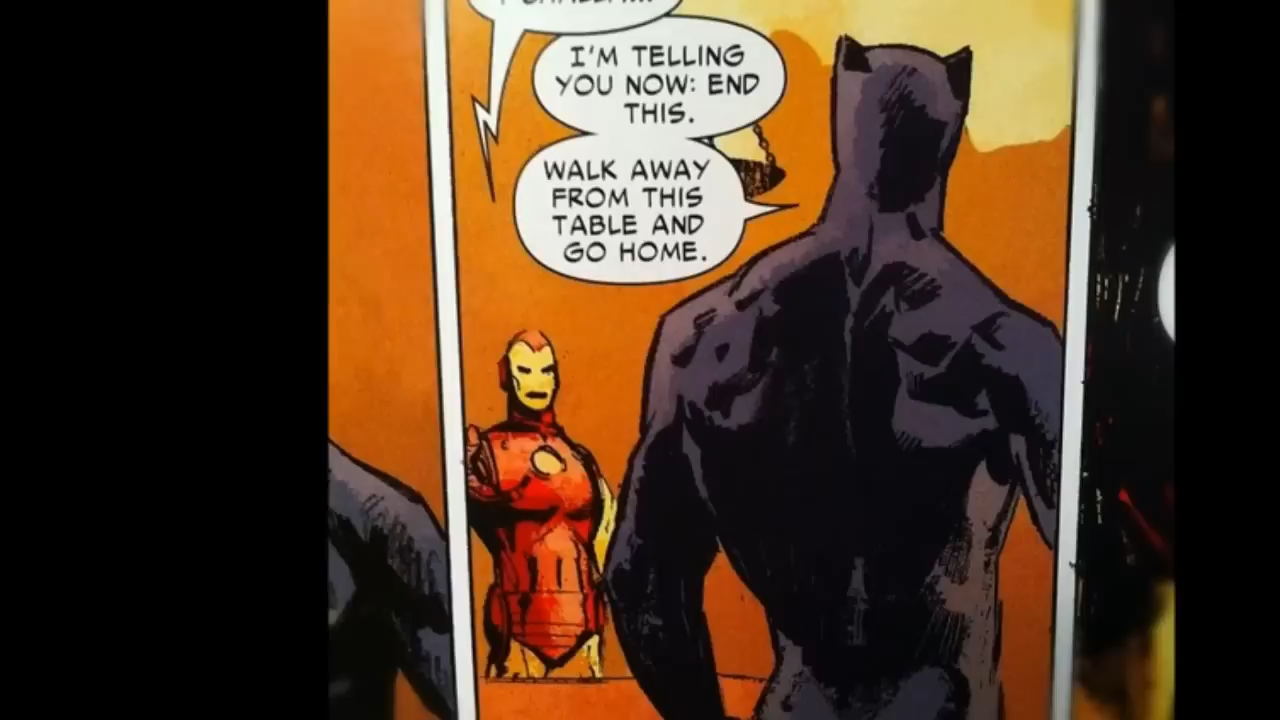 I'M TELLING
YOU NOW: END
THIS.
WALK AWAY
FROM THIS
TABLE AND
GO HOME.